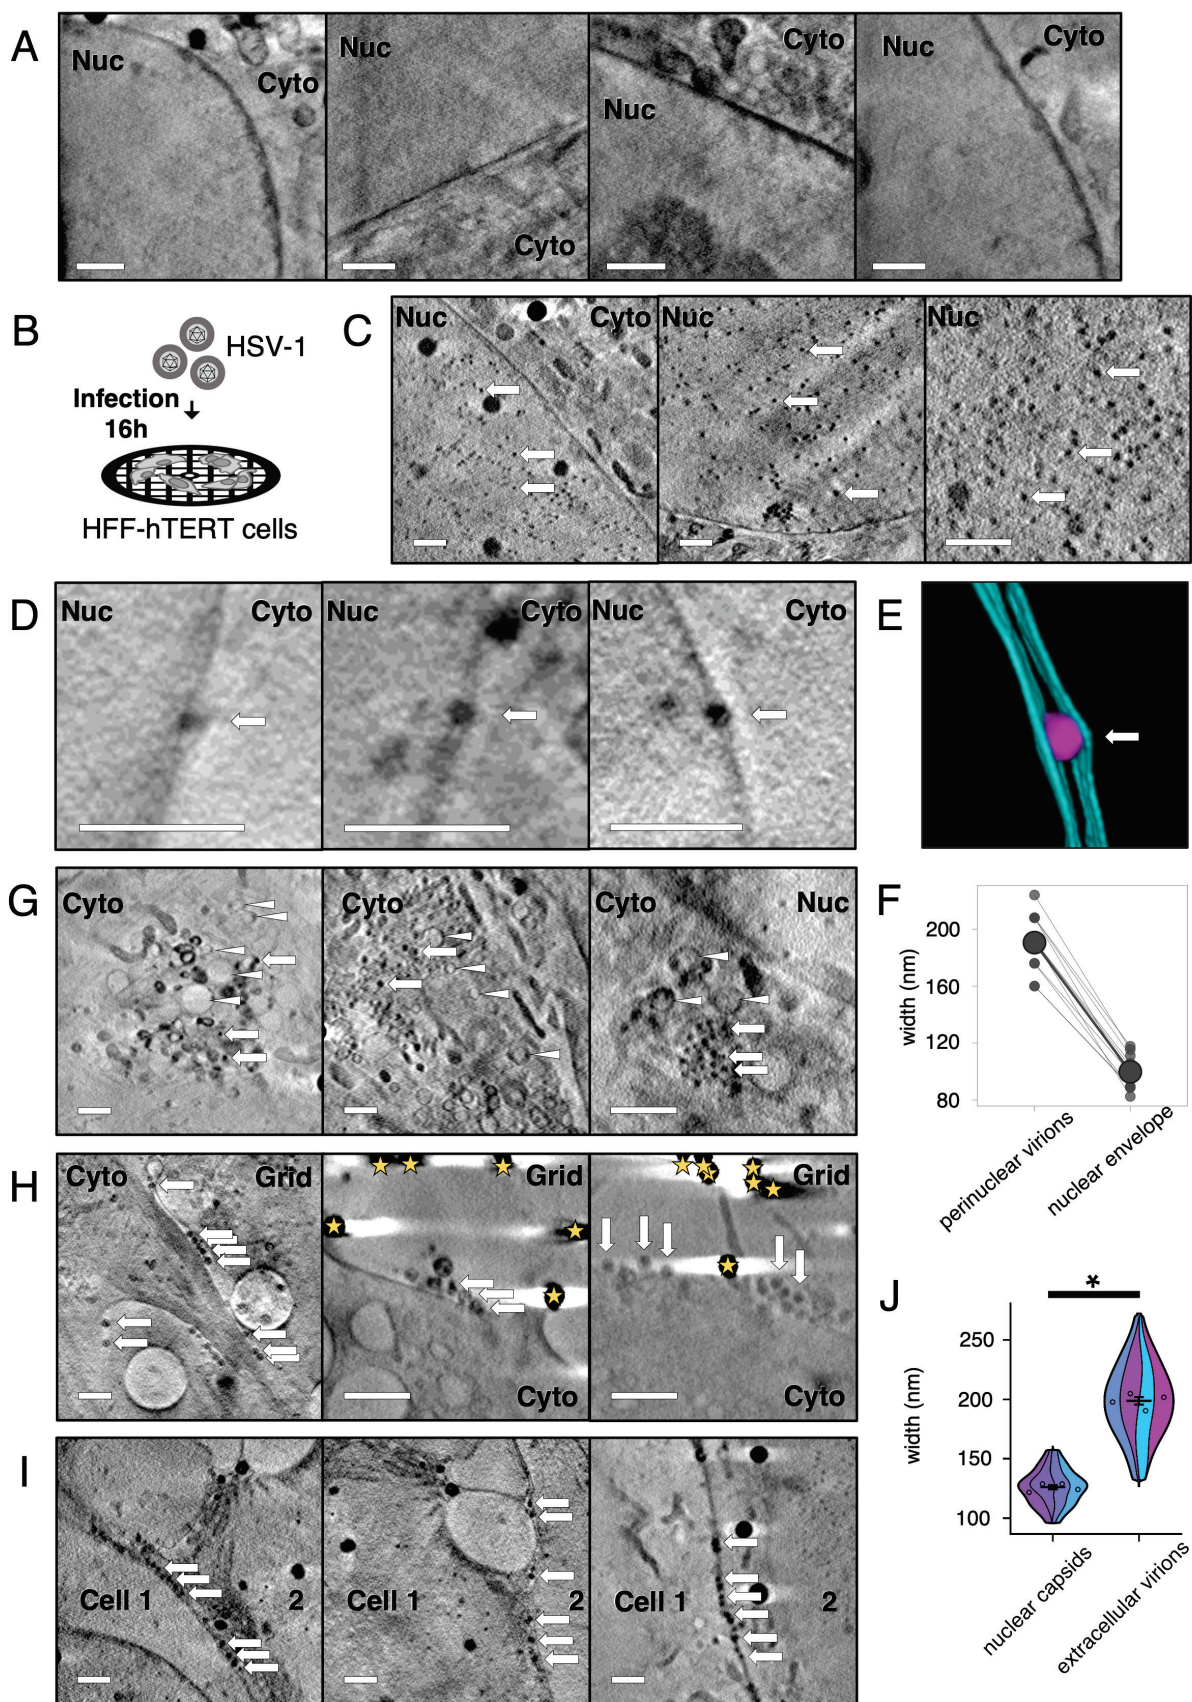 A
Nuc
Cyto
Nuc
Cyto
Cyto
Nuc
Nuc
Cyto
B
HSV-1
Infection
16h
HFF-hTERT cells
C
Nuc
Cyto
Nuc
Nuc
D
Nuc
Cyto
Nuc
Cyto
Nuc
Cyto
E
G
Cyto
Cyto
Cyto
Nuc
F
width (nm)
200
160
120
80
perinuclear virions
nuclear envelope
H
Cyto
Grid
Grid
Cyto
Grid
Cyto
I
Cell 1
2
Cell 1
2
Cell 1
2
J
*
width (nm)
250
200
150
100
nuclear capsids
extracellular virions